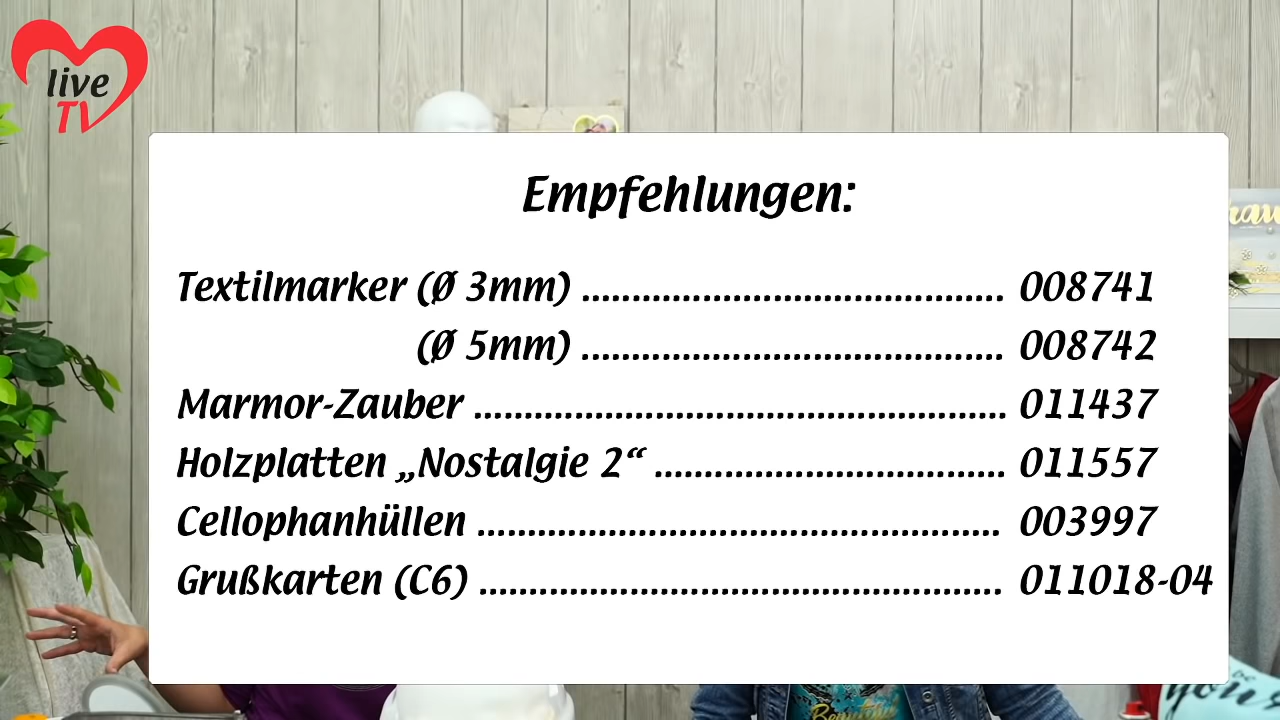 live
TV
Empfehlungen:
Textilmarker (Ø 3mm) ........................................... 008741
(Ø 5mm) ........................................... 008742
Marmor-Zauber ...................................................... 011437
Holzplatten „Nostalgie 2“ .................................... 011557
Cellophanhüllen ..................................................... 003997
Grußkarten (C6) ..................................................... 011018-04
be